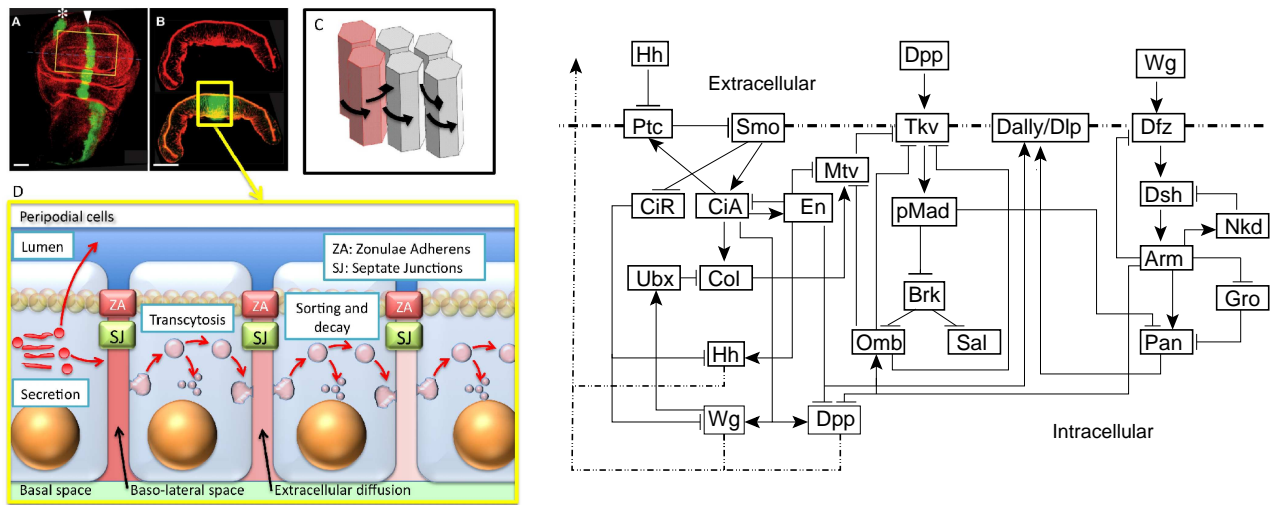 A
*
B
C
D
Peripodial cells
Lumen
ZA: Zonulae Adherens
SJ: Septate Junctions
ZA
ZA
ZA
SJ
SJ
SJ
Transcytosis
Sorting and
decay
Secretion
Basal space
Baso-lateral space
Extracellular diffusion
Hh
Extracellular
Dpp
Wg
Ptc
Smo
Tkv
Dally/Dlp
Dfz
Mtv
Dsh
CiR
CiA
En
pMad
Nkd
Arm
Ubx
Col
Brk
Gro
Hh
Omb
Sal
Pan
Wg
Dpp
Intracellular